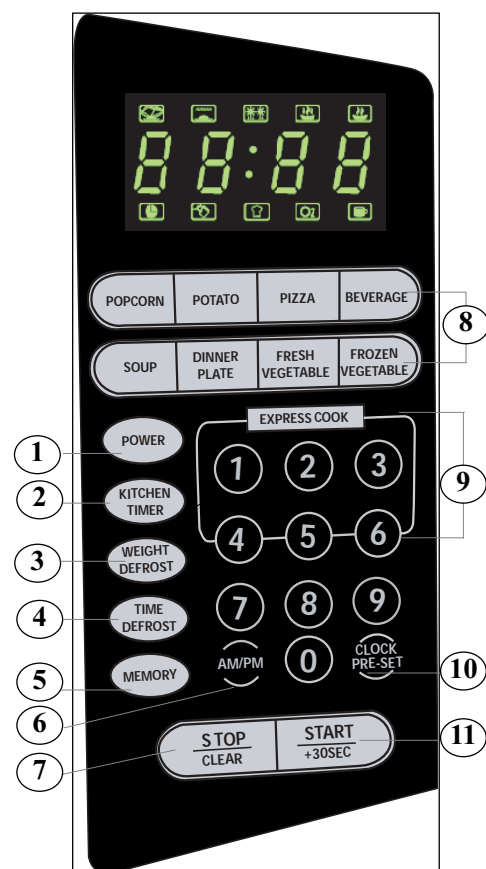 88:88
POPCORN POTATO PIZZA BEVERAGE
8
SOUP DINNER PLATE FRESH VEGETABLE FROZEN VEGETABLE
EXPRESS COOK
1 POWER
1 2 3
2 KITCHEN TIMER
9
4 5 6
3 WEIGHT DEFROST
4 TIME DEFROST
7 8 9
5 MEMORY
AM/PM 0 CLOCK PRE-SET
10
6
7 STOP
CLEAR
START
+30SEC
11